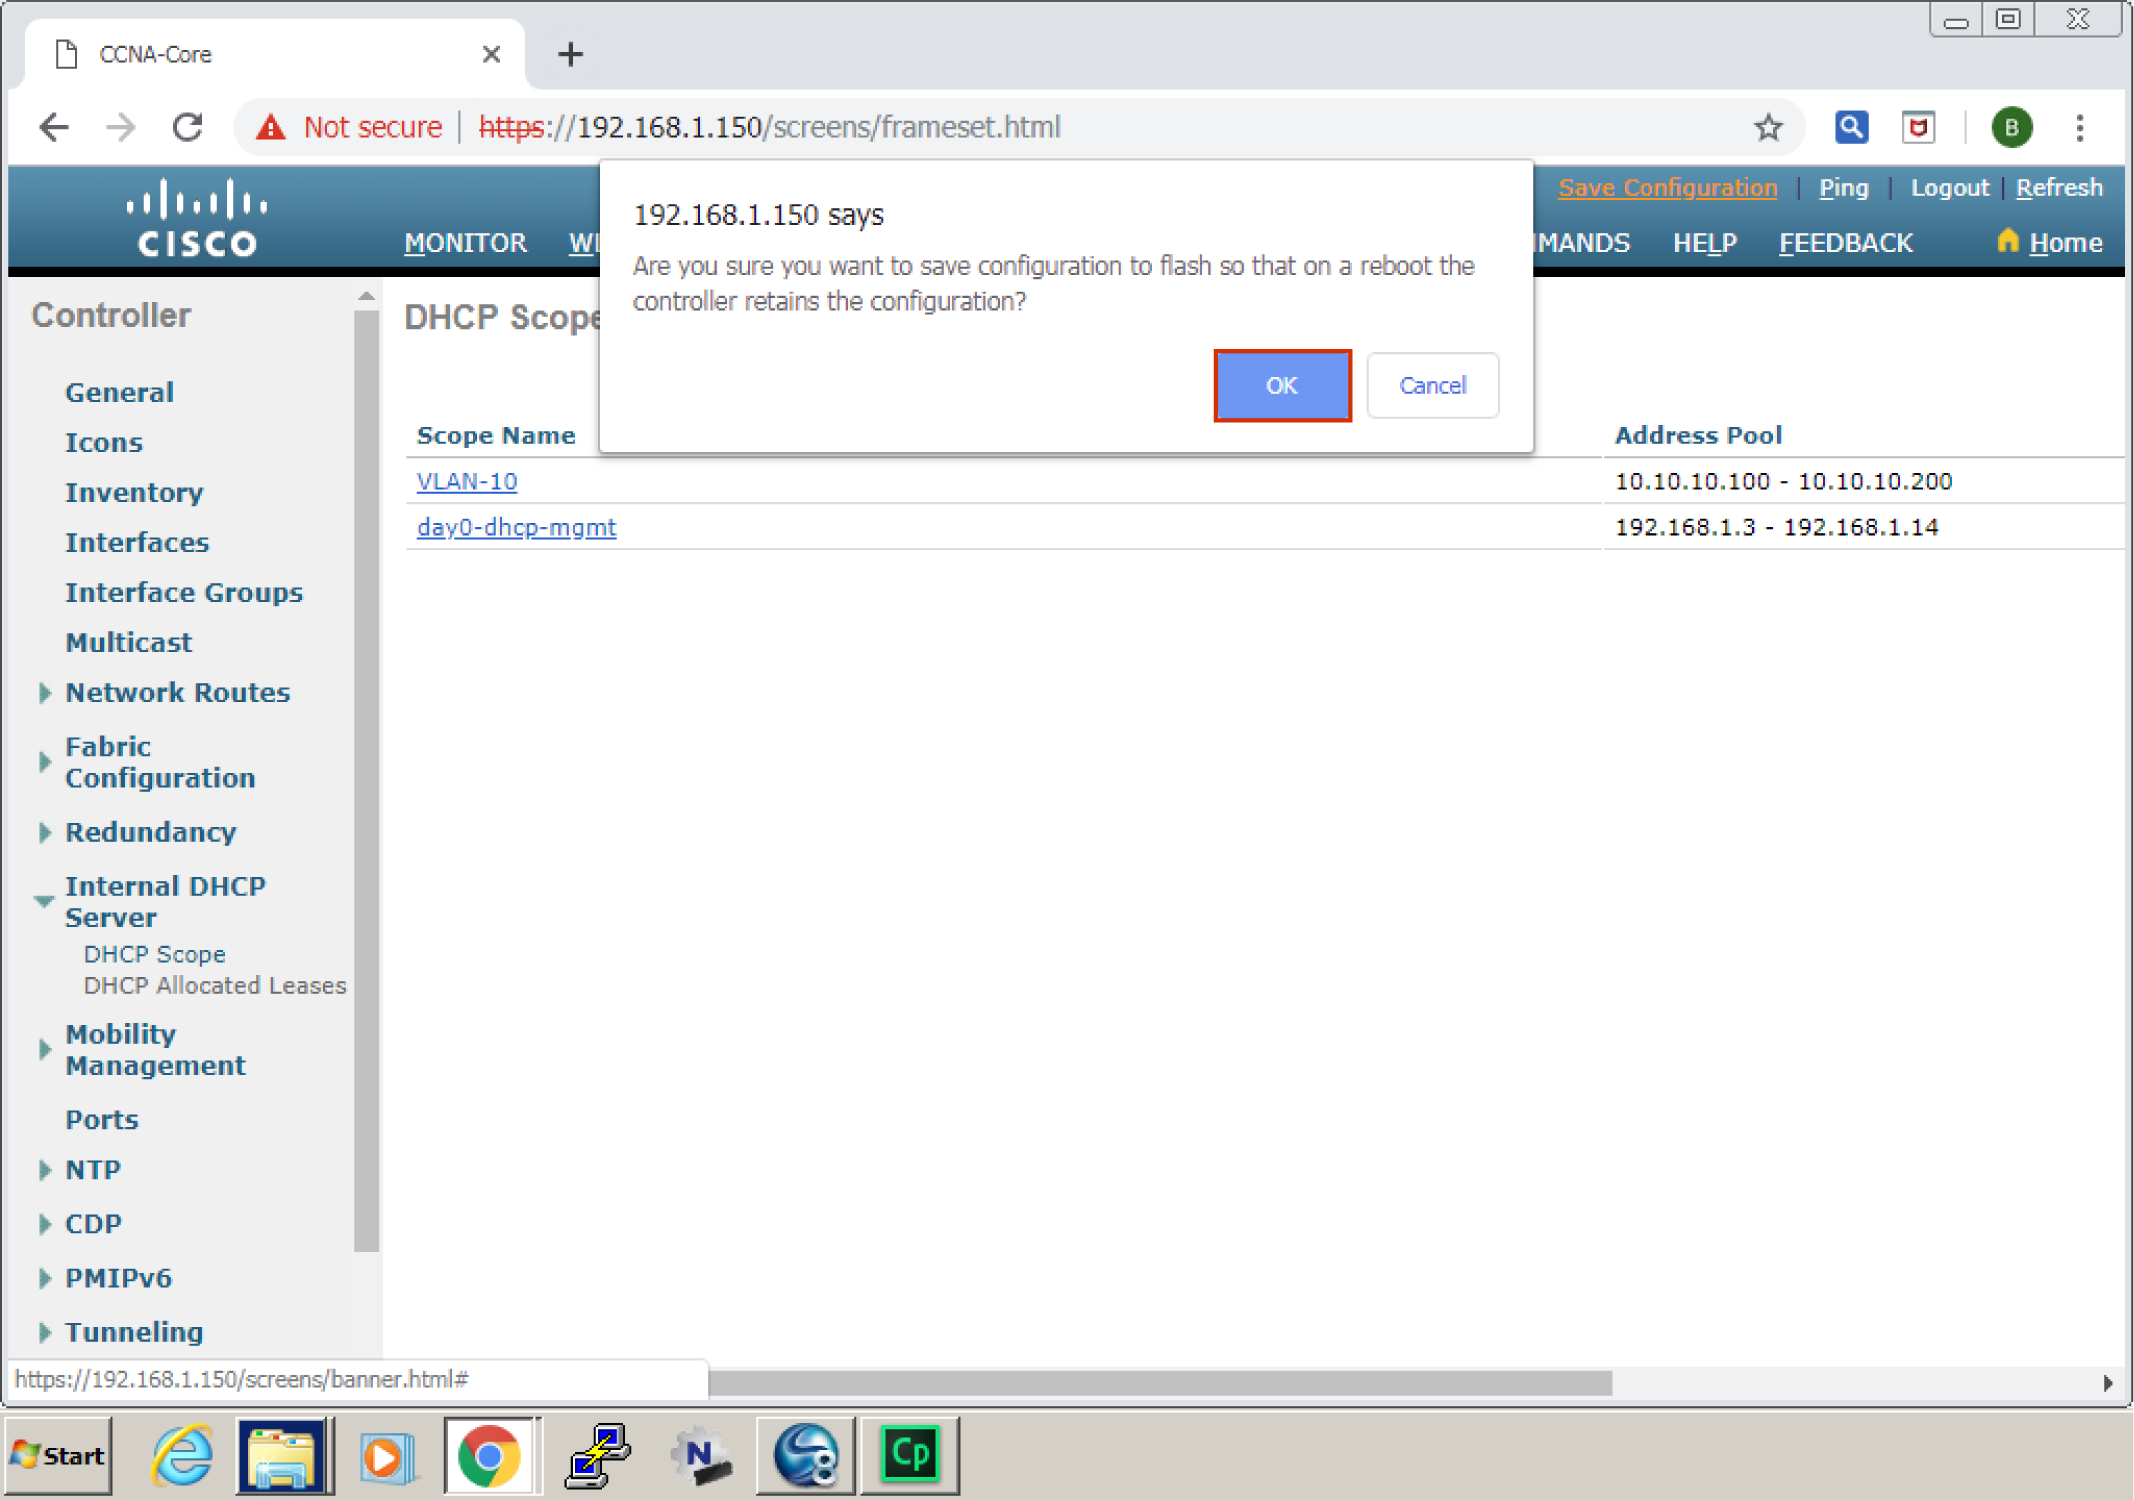 CCNA-Core
Not secure | https://192.168.1.150/screens/frameset.html
B
192.168.1.150 says
Are you sure you want to save configuration to flash so that on a reboot the
controller retains the configuration?
OK Cancel
Save Configuration | Ping | Logout | Refresh
CISCO
MONITOR WL MANDS HELP FEEDBACK Home
Controller
General
Icons
Inventory
Interfaces
Interface Groups
Multicast
Network Routes
Fabric
Configuration
Redundancy
Internal DHCP
Server
DHCP Scope
DHCP Allocated Leases
Mobility
Management
Ports
NTP
CDP
PMIPv6
Tunneling
DHCP Scope
Scope Name Address Pool
VLAN-10 10.10.10.100 - 10.10.10.200
day0-dhcp-mgmt 192.168.1.3 - 192.168.1.14
https://192.168.1.150/screens/banner.html#
Start
N
8
Cp